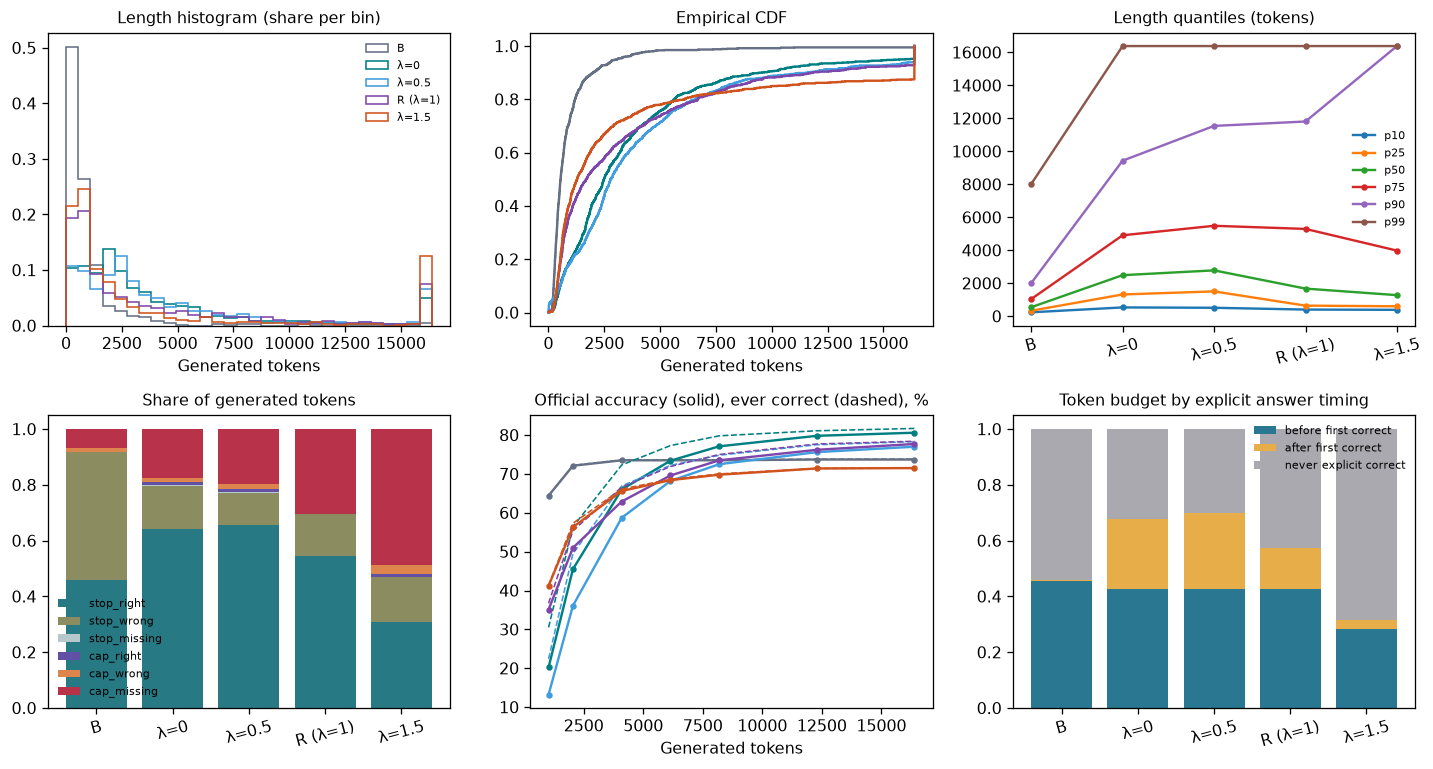 Length histogram (share per bin)
0.5
0.4
0.3
0.2
0.1
0.0
B
λ=0
λ=0.5
R (λ=1)
λ=1.5
0 2500 5000 7500 10000 12500 15000
Generated tokens
Empirical CDF
1.0
0.8
0.6
0.4
0.2
0.0
0 2500 5000 7500 10000 12500 15000
Generated tokens
Length quantiles (tokens)
16000
14000
12000
10000
8000
6000
4000
2000
0
p10
p25
p50
p75
p90
p99
B λ=0 λ=0.5 R (λ=1) λ=1.5
Share of generated tokens
1.0
0.8
0.6
0.4
0.2
0.0
stop_right
stop_wrong
stop_missing
cap_right
cap_wrong
cap_missing
B λ=0 λ=0.5 R (λ=1) λ=1.5
Official accuracy (solid), ever correct (dashed), %
80
70
60
50
40
30
20
10
2500 5000 7500 10000 12500 15000
Generated tokens
Token budget by explicit answer timing
1.0
0.8
0.6
0.4
0.2
0.0
before first correct
after first correct
never explicit correct
B λ=0 λ=0.5 R (λ=1) λ=1.5